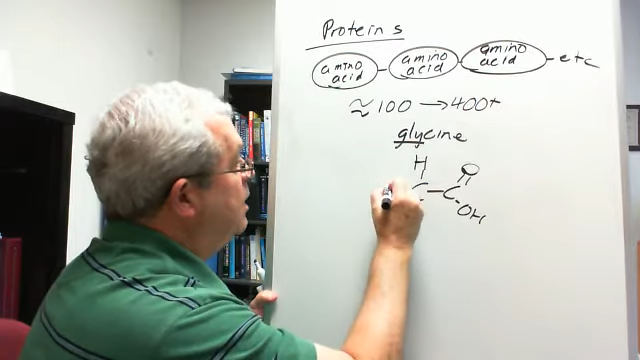 Proteins
amino acid - amino acid - amino acid - etc
≈ 100 → 400+
glycine
H O
C - C
OH